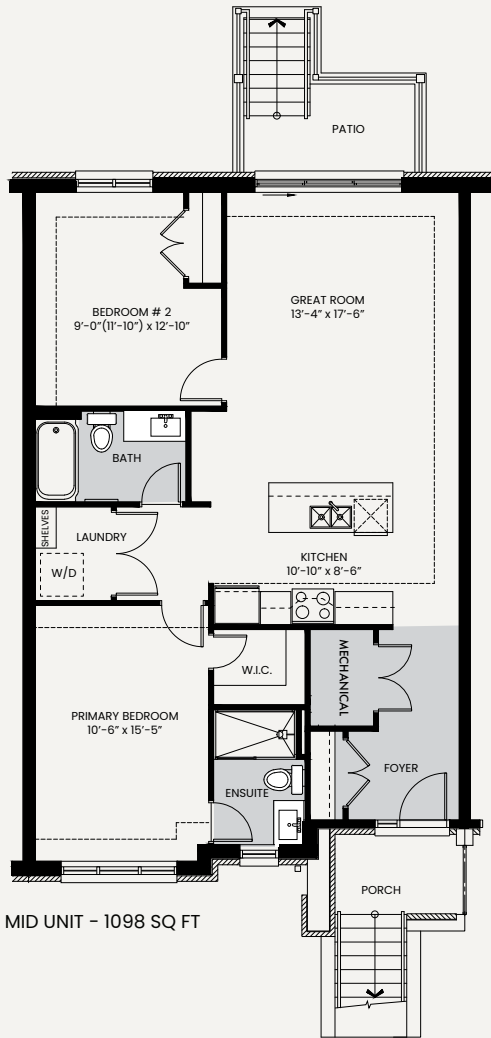 PATIO
BEDROOM # 2
9’-0”(11’-10”) x 12’-10”
GREAT ROOM
13’-4” x 17’-6”
BATH
SHELVES
LAUNDRY
W/D
KITCHEN
10’-10” x 8’-6”
MECHANICAL
W.I.C.
PRIMARY BEDROOM
10’-6” x 15’-5”
FOYER
ENSUITE
PORCH
MID UNIT - 1098 SQ FT